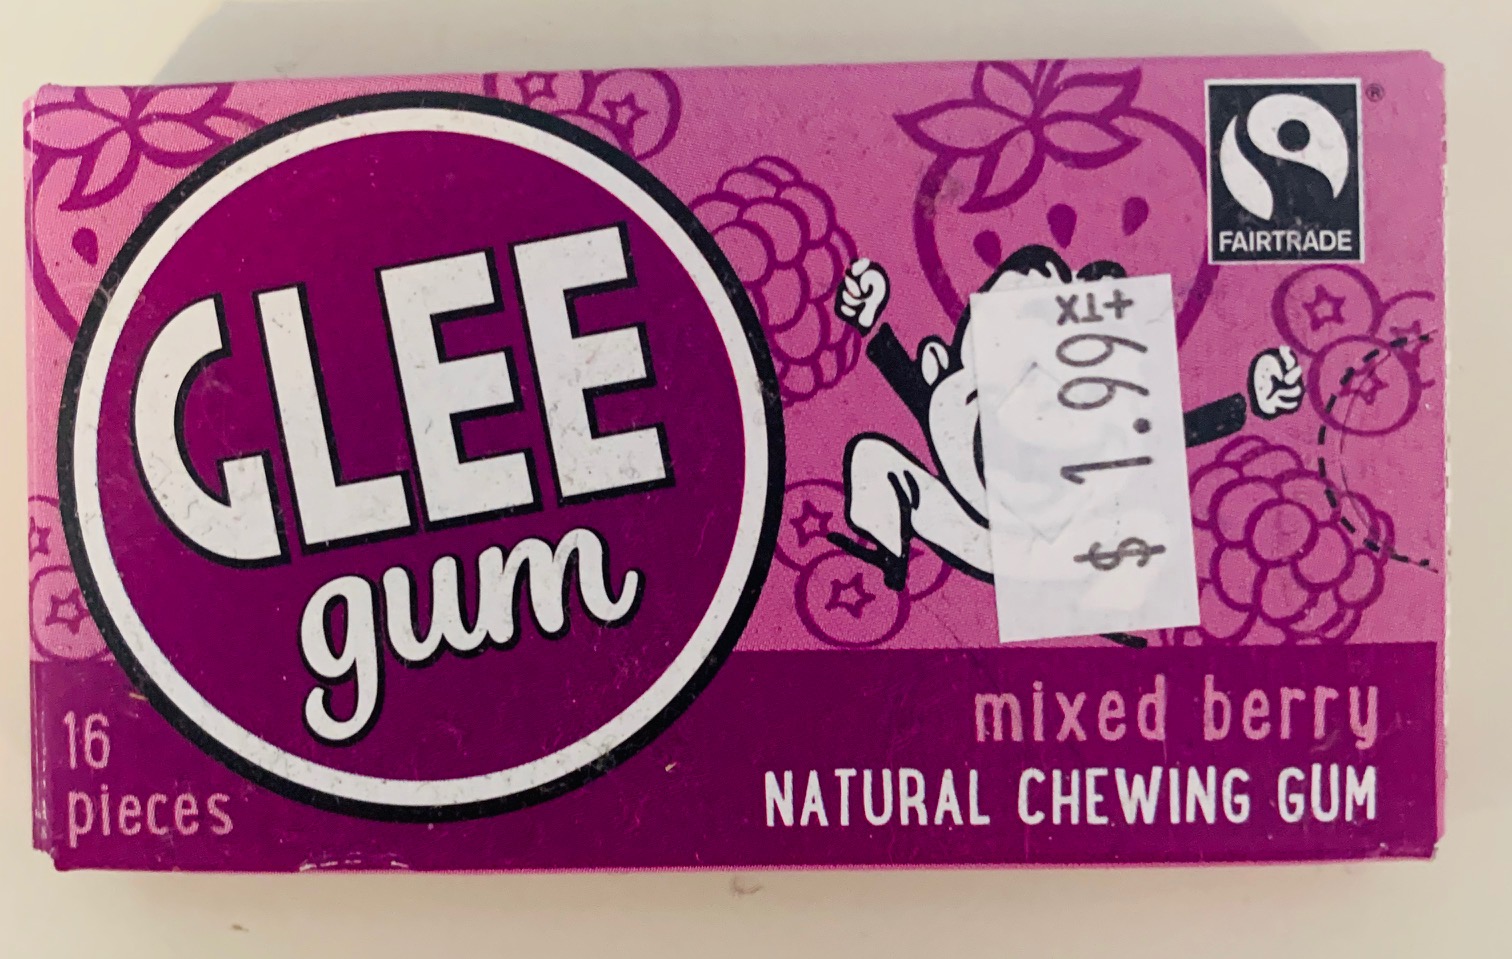 GLEE
gum
16
pieces
®
FAIRTRADE
$ 1.99+TX
mixed berry
NATURAL CHEWING GUM